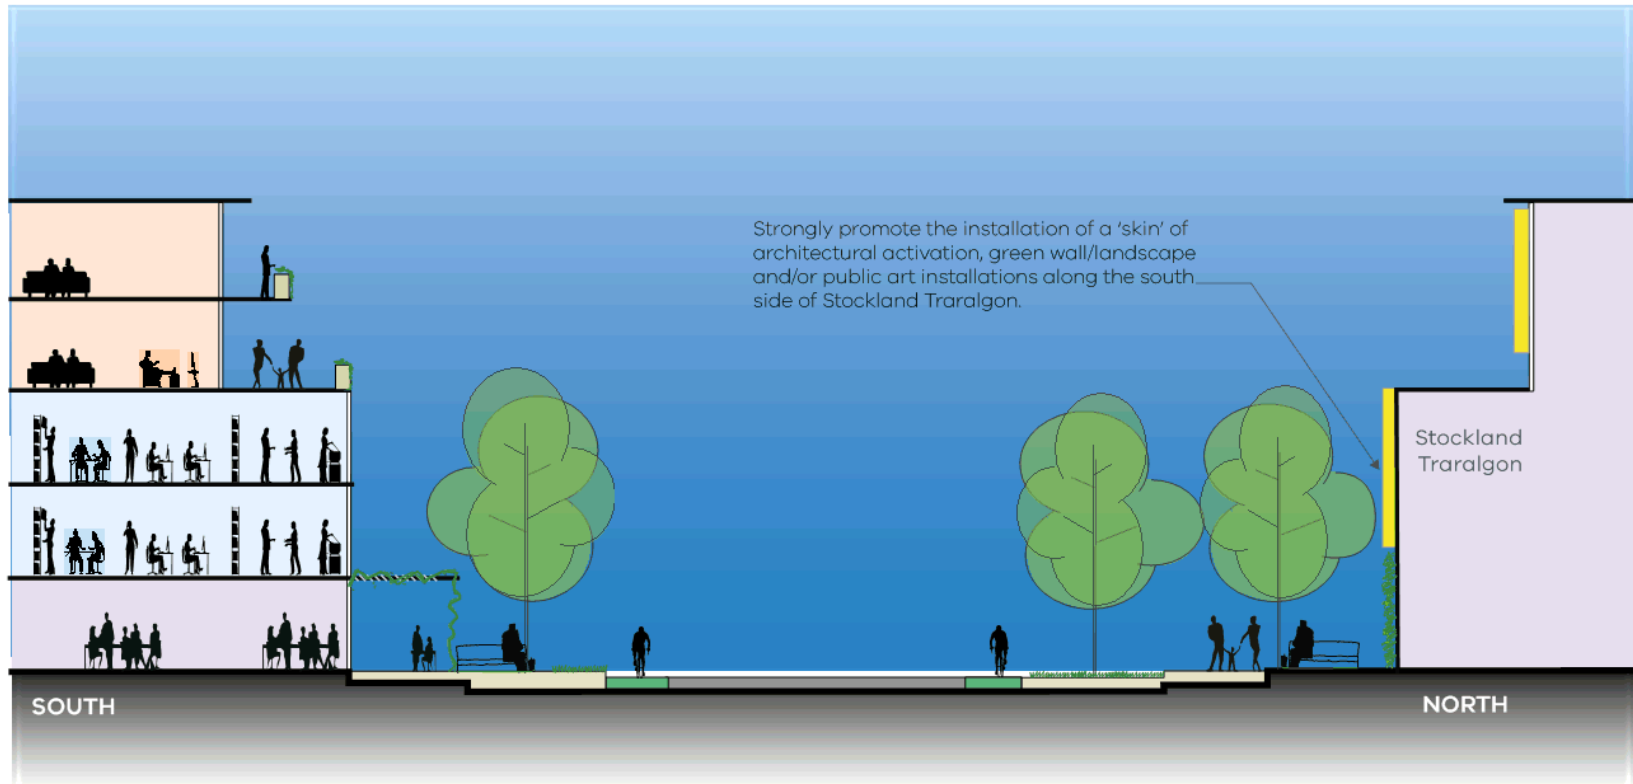 Strongly promote the installation of a ‘skin’ of
architectural activation, green wall/landscape
and/or public art installations along the south
side of Stockland Traralgon.
Stockland
Traralgon
SOUTH
NORTH